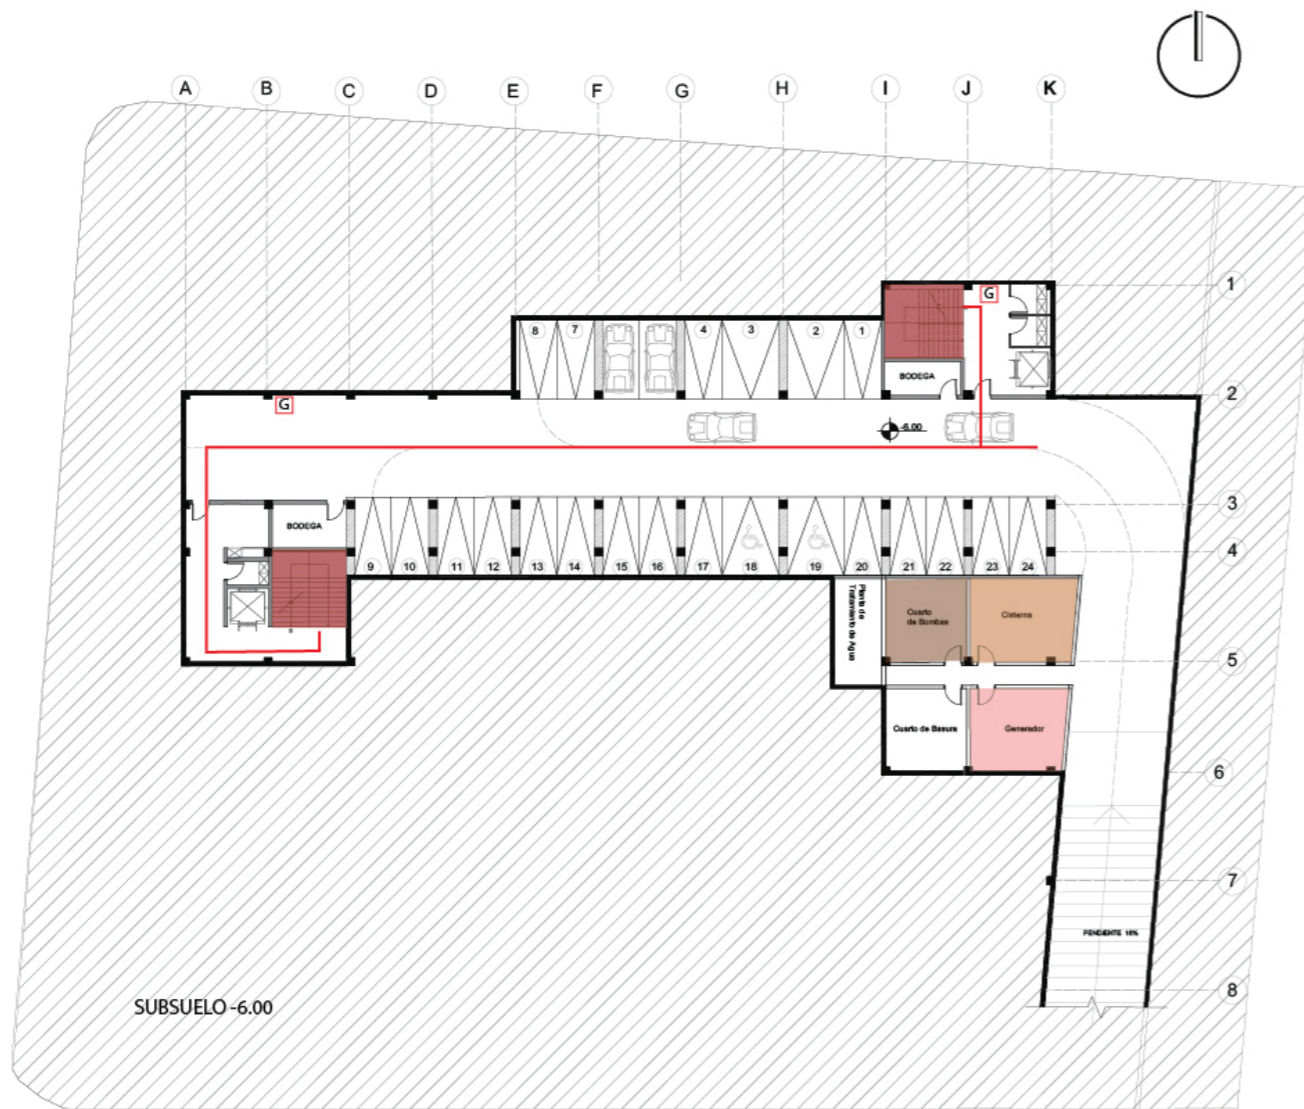 A B C D E F G H I J K
1
G
8 7 4 3 2 1
BODEGA
2
G
-6.00
3
BODEGA
4
9 10 11 12 13 14 15 16 17 18 19 20 21 22 23 24
Planta de
Tratamiento de Agua
Cuarto
de Bombas
Cisterna
5
Cuarto de Basura
Generador
6
7
PENDIENTE 18%
8
SUBSUELO -6.00